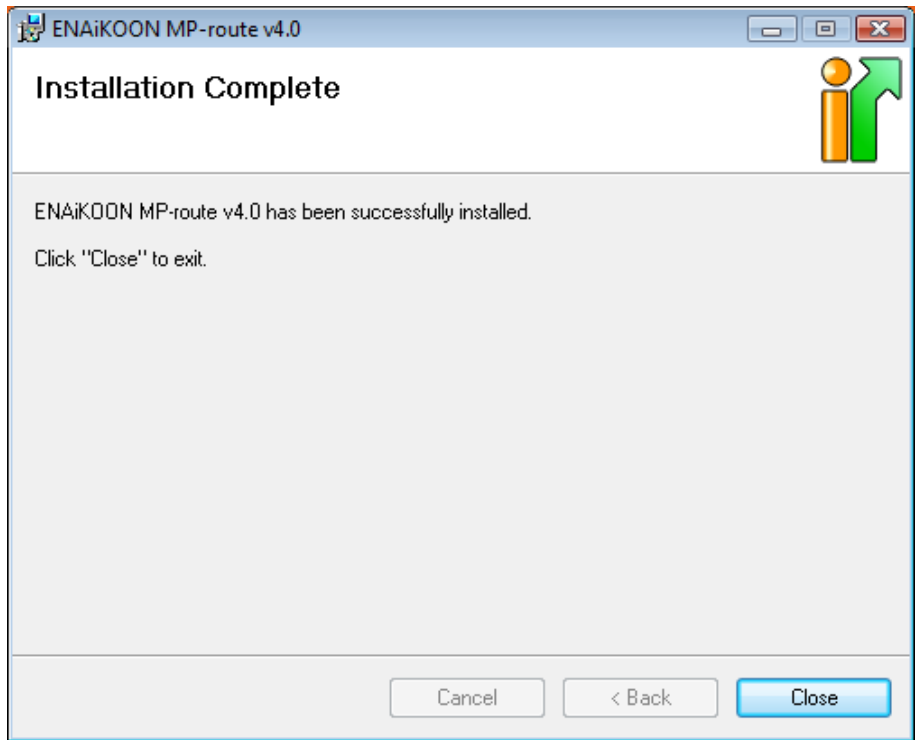 ENAiKOON MP-route v4.0
Installation Complete
ENAiKOON MP-route v4.0 has been successfully installed.
Click "Close" to exit.
Cancel
< Back
Close